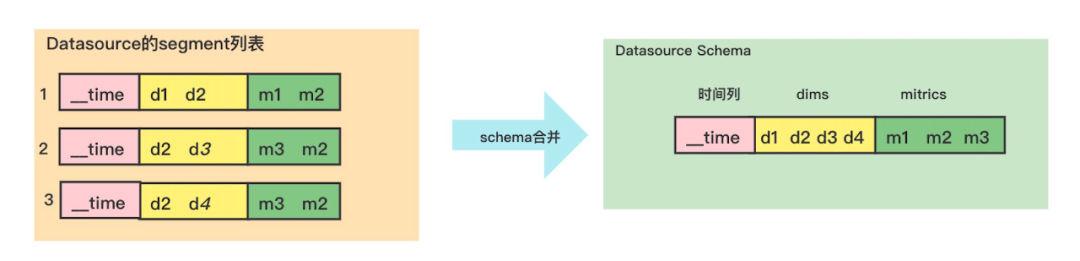 Datasource的segment列表
1 __time d1 d2 m1 m2
2 __time d2 d3 m3 m2
3 __time d2 d4 m3 m2
schema合并
Datasource Schema
时间列 dims mitrics
__time d1 d2 d3 d4 m1 m2 m3